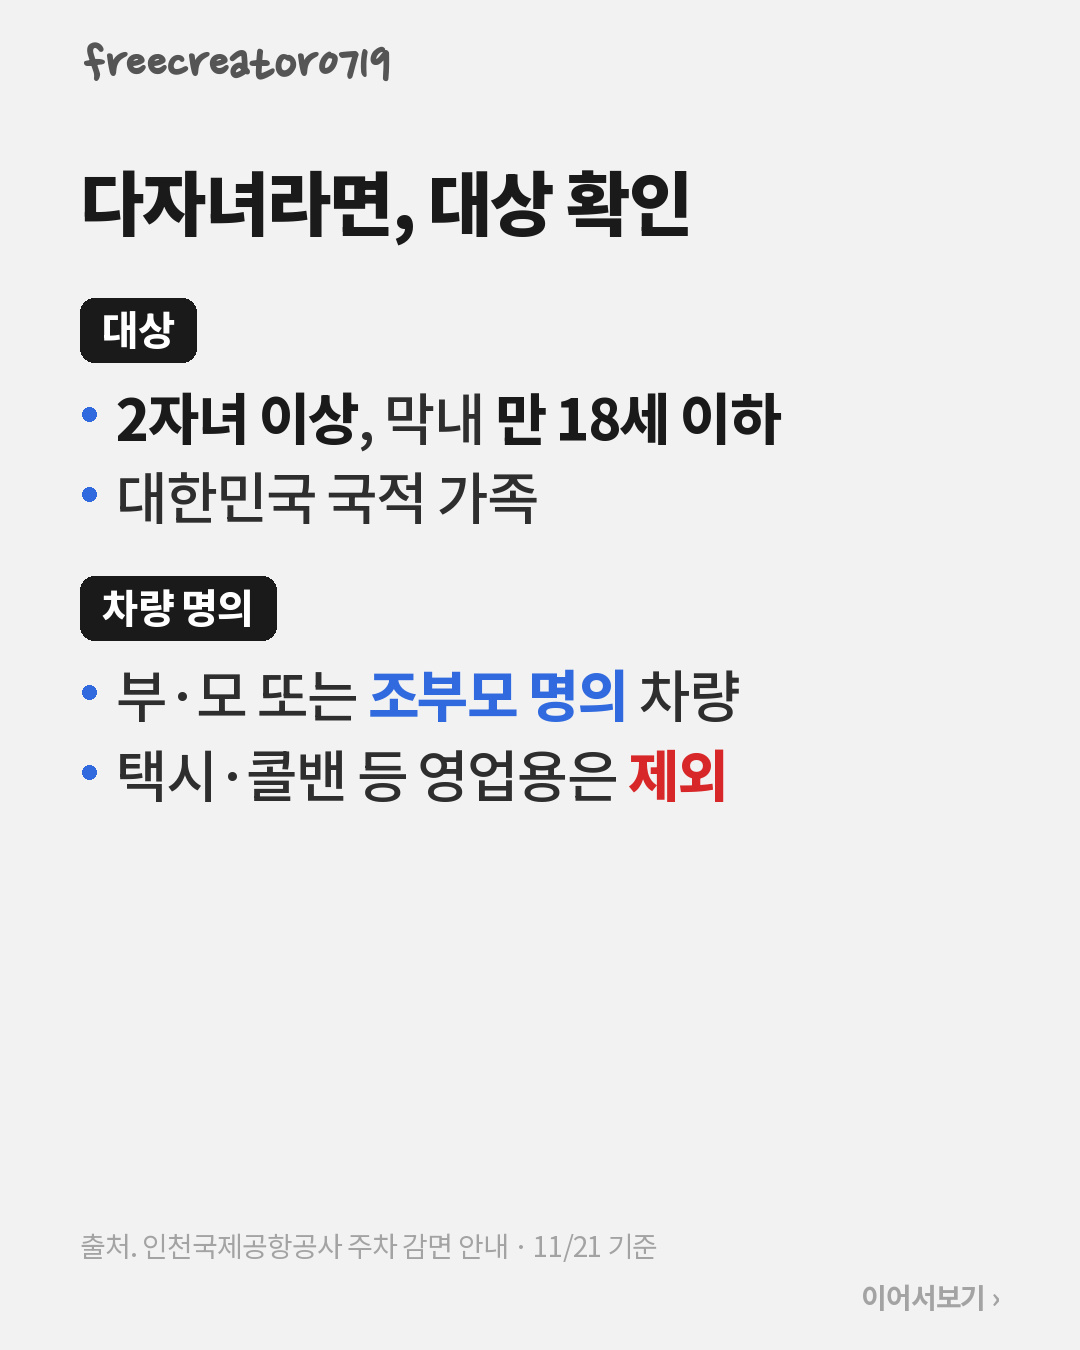 freecreator0719
다자녀라면, 대상 확인
대상
• 2자녀 이상, 막내 만 18세 이하
• 대한민국 국적 가족
차량 명의
• 부·모 또는 조부모 명의 차량
• 택시·콜밴 등 영업용은 제외
출처. 인천국제공항공사 주차 감면 안내 · 11/21 기준
이어서보기 ›